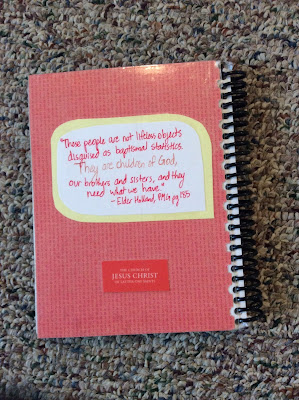 "These people are not lifeless objects
disguised as baptismal statistics.
They are children of God,
our brothers and sisters, and they
need what we have."
- Elder Holland, PMG pg 185
THE CHURCH OF
JESUS CHRIST
OF LATTER-DAY SAINTS